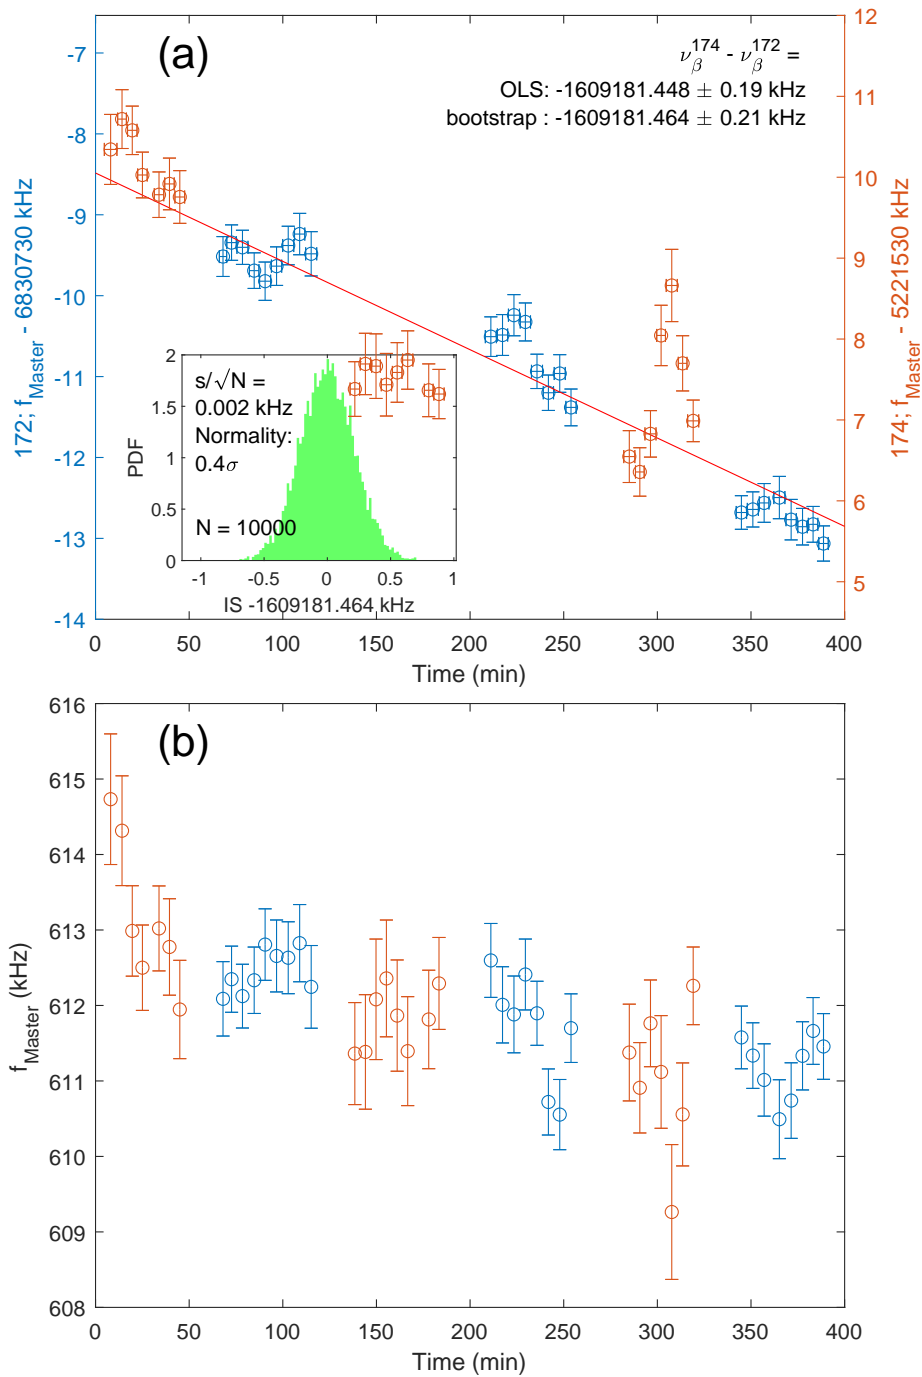 (a)
ν_β^174 - ν_β^172 =
OLS: -1609181.448 ± 0.19 kHz
bootstrap : -1609181.464 ± 0.21 kHz
172; f_Master - 6830730 kHz
-7
-8
-9
-10
-11
-12
-13
-14
174; f_Master - 5221530 kHz
12
11
10
9
8
7
6
5
s/√N =
0.002 kHz
Normality:
0.4σ
N = 10000
PDF
2
1.5
1
0.5
0
-1 -0.5 0 0.5 1
IS -1609181.464 kHz
0 50 100 150 200 250 300 350 400
Time (min)
(b)
f_Master (kHz)
616
615
614
613
612
611
610
609
608
0 50 100 150 200 250 300 350 400
Time (min)